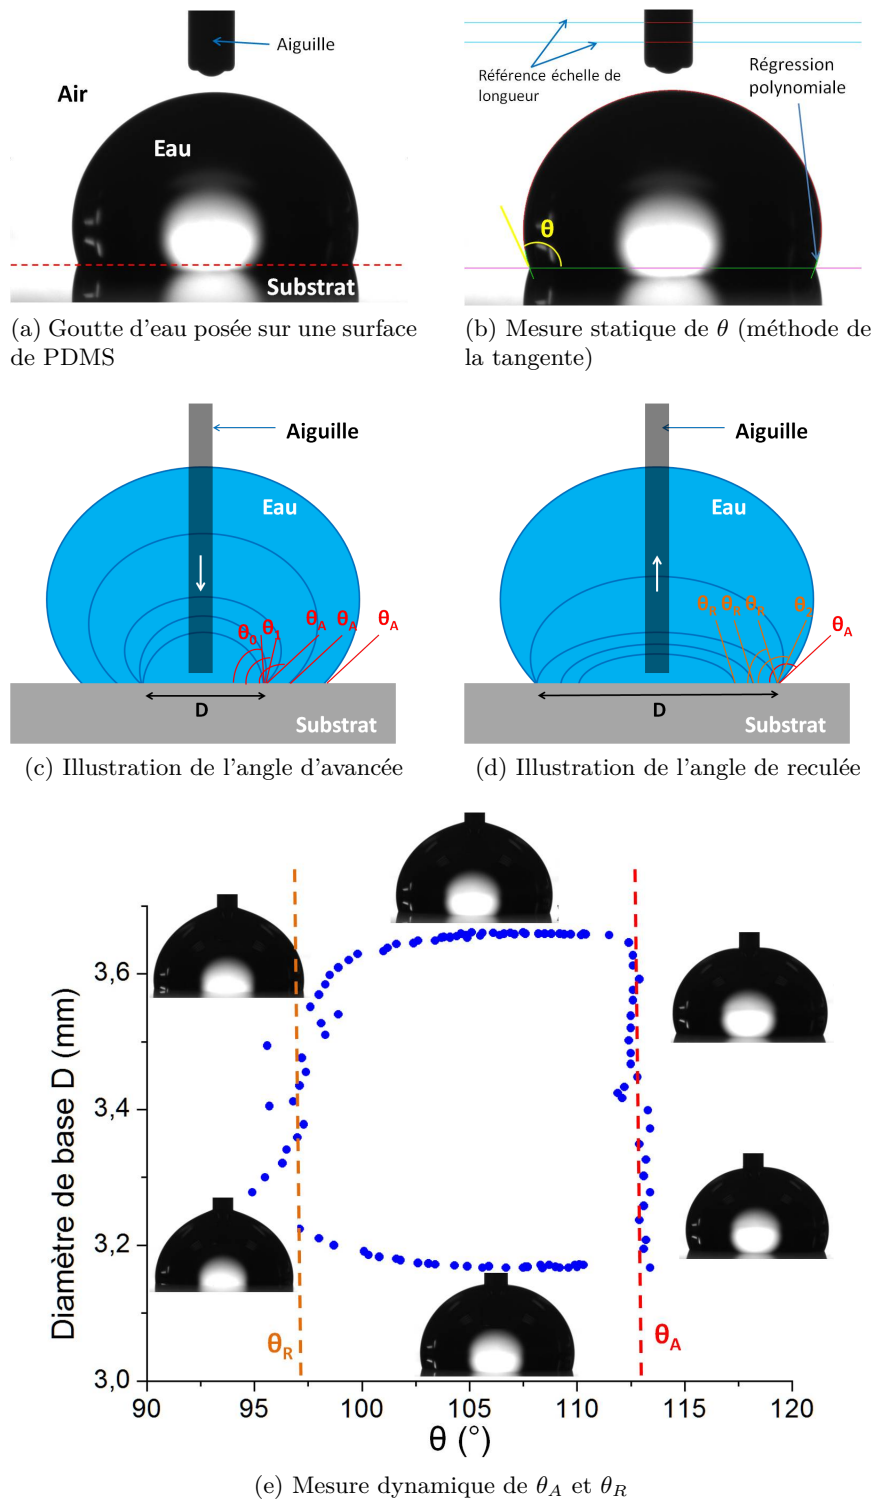 Aiguille
Air
Eau
Substrat
(a) Goutte d'eau posée sur une surface
de PDMS
Référence échelle de
longueur
Régression
polynomiale
θ
(b) Mesure statique de θ (méthode de
la tangente)
Aiguille
Eau
θ0 θ1 θA θA θA
D
Substrat
(c) Illustration de l'angle d'avancée
Aiguille
Eau
θR θR θR
θA
D
Substrat
(d) Illustration de l'angle de reculée
Diamètre de base D (mm)
3,6
3,4
3,2
3,0
θR
θA
90 95 100 105 110 115 120
θ (°)
(e) Mesure dynamique de θA et θR